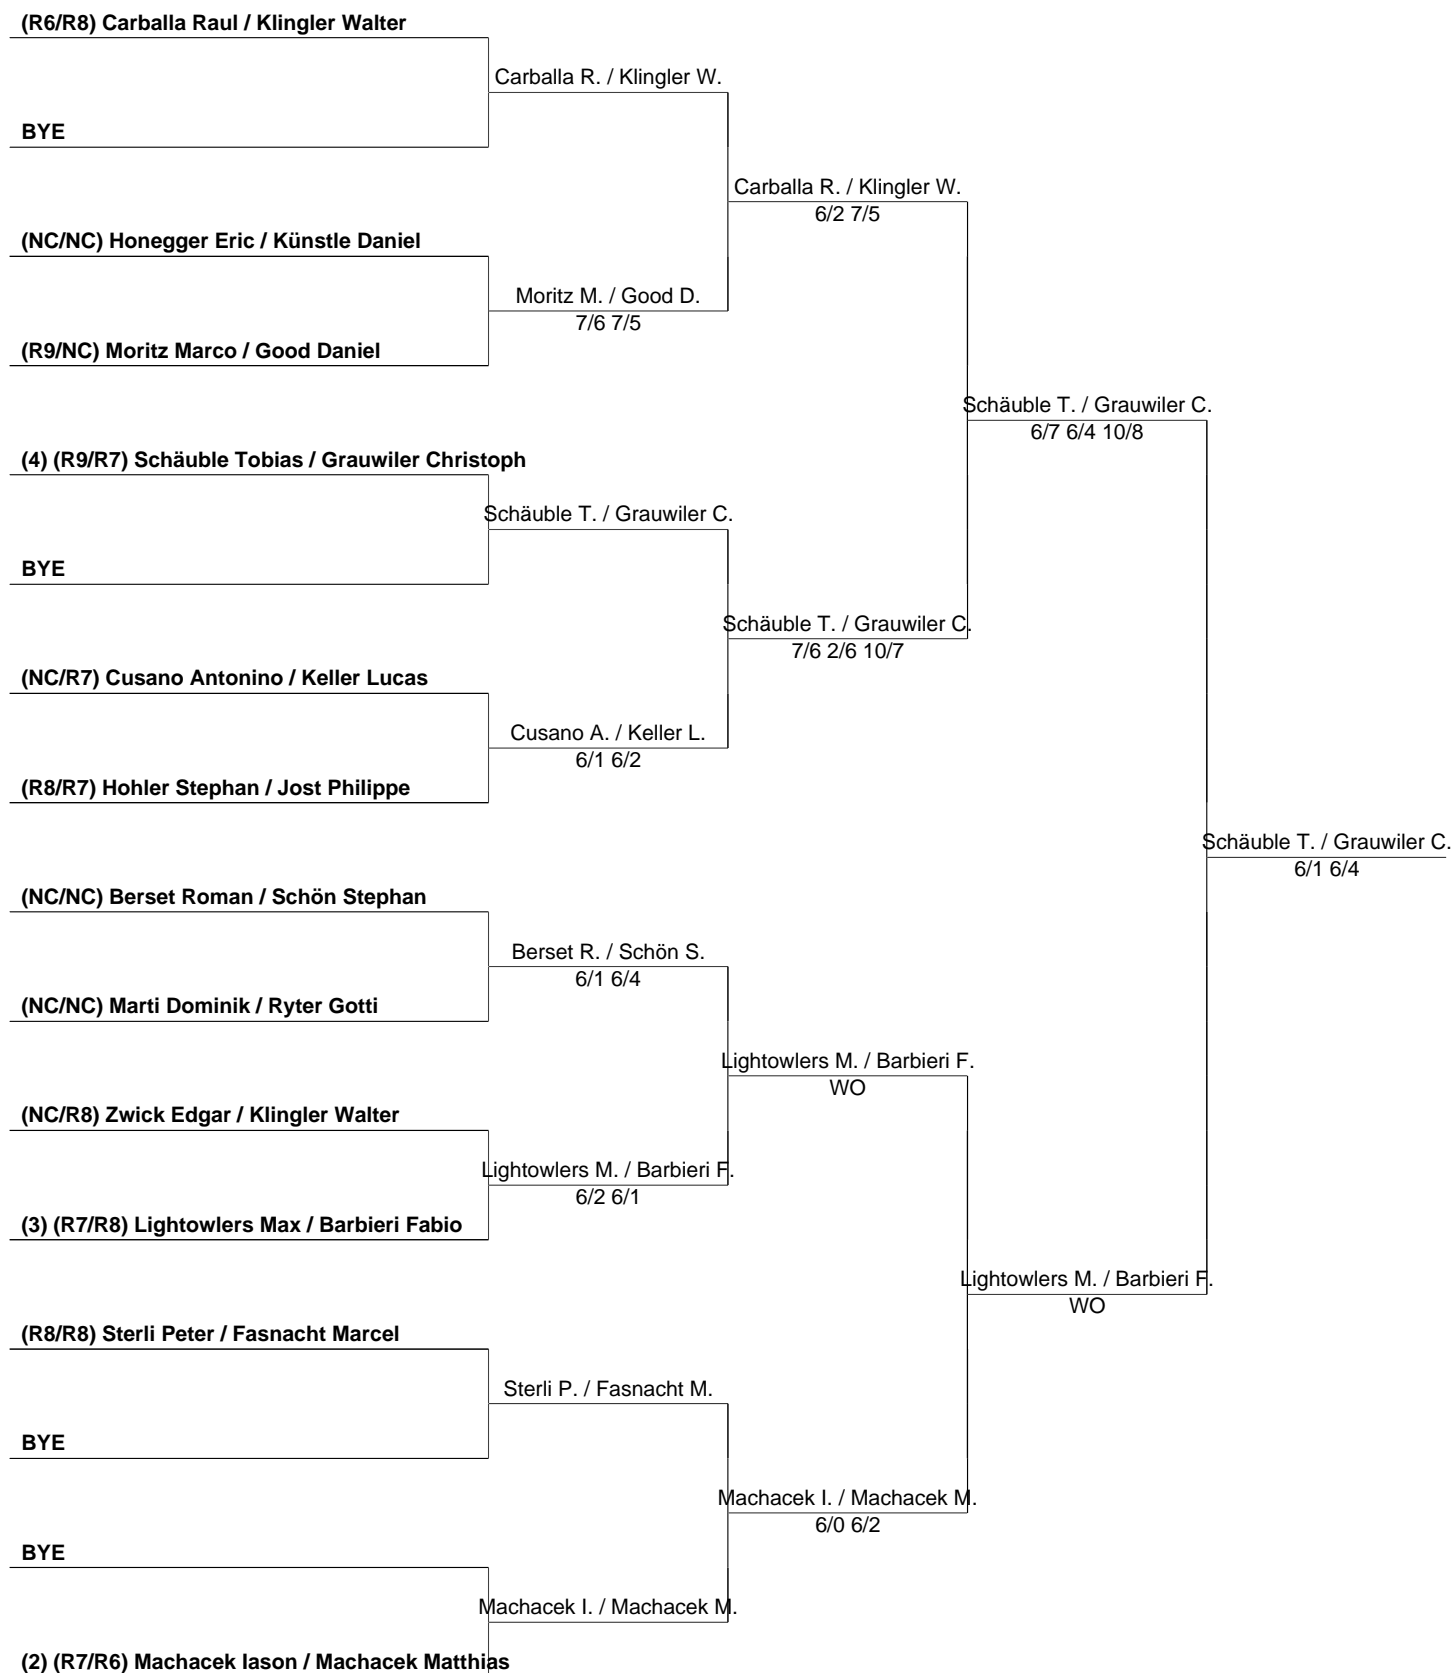 (R6/R8) Carballa Raul / Klingler Walter
Carballa R. / Klingler W.
BYE
Carballa R. / Klingler W.
6/2 7/5
(NC/NC) Honegger Eric / Künstle Daniel
Moritz M. / Good D.
7/6 7/5
(R9/NC) Moritz Marco / Good Daniel
Schäuble T. / Grauwiler C.
6/7 6/4 10/8
(4) (R9/R7) Schäuble Tobias / Grauwiler Christoph
Schäuble T. / Grauwiler C.
BYE
Schäuble T. / Grauwiler C.
7/6 2/6 10/7
(NC/R7) Cusano Antonino / Keller Lucas
Cusano A. / Keller L.
6/1 6/2
(R8/R7) Hohler Stephan / Jost Philippe
Schäuble T. / Grauwiler C.
6/1 6/4
(NC/NC) Berset Roman / Schön Stephan
Berset R. / Schön S.
6/1 6/4
(NC/NC) Marti Dominik / Ryter Gotti
Lightowlers M. / Barbieri F.
WO
(NC/R8) Zwick Edgar / Klingler Walter
Lightowlers M. / Barbieri F.
6/2 6/1
(3) (R7/R8) Lightowlers Max / Barbieri Fabio
Lightowlers M. / Barbieri F.
WO
(R8/R8) Sterli Peter / Fasnacht Marcel
Sterli P. / Fasnacht M.
BYE
Machacek I. / Machacek M.
6/0 6/2
BYE
Machacek I. / Machacek M.
(2) (R7/R6) Machacek Iason / Machacek Matthias